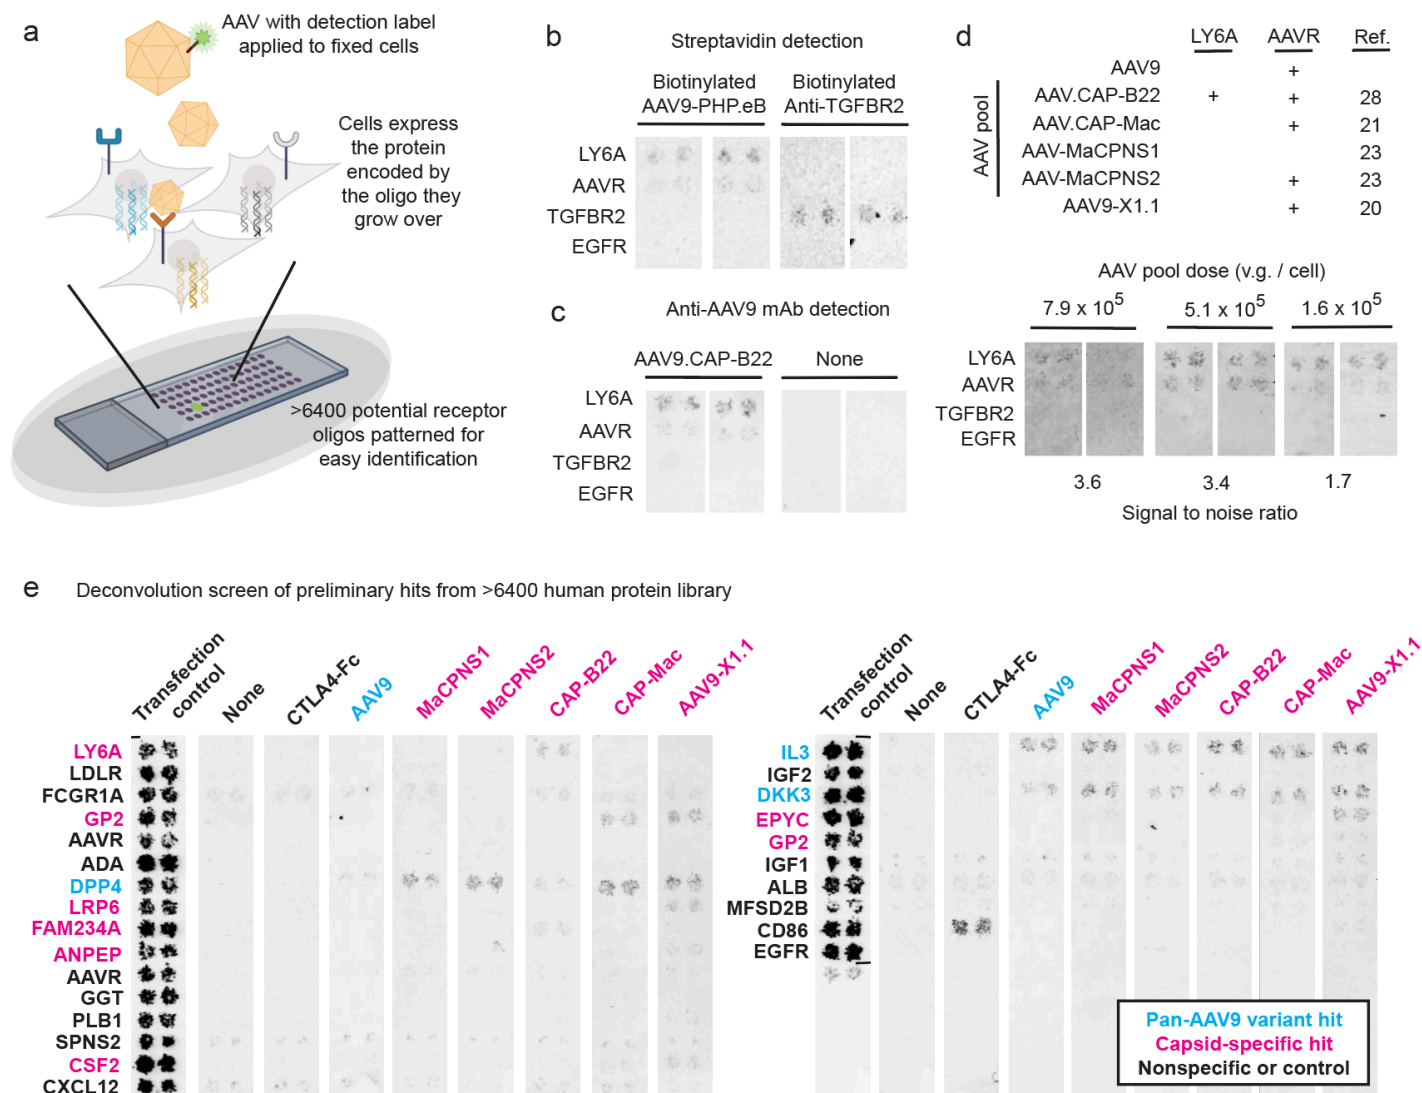 a
AAV with detection label
applied to fixed cells
Cells express
the protein
encoded by
the oligo they
grow over
>6400 potential receptor
oligos patterned for
easy identification
b
Streptavidin detection
Biotinylated
AAV9-PHP.eB
Biotinylated
Anti-TGFBR2
LY6A
AAVR
TGFBR2
EGFR
c
Anti-AAV9 mAb detection
AAV9.CAP-B22
None
LY6A
AAVR
TGFBR2
EGFR
d
LY6A AAVR Ref.
AAV pool
AAV9 +
AAV.CAP-B22 + + 28
AAV.CAP-Mac + 21
AAV-MaCPNS1 23
AAV-MaCPNS2 + 23
AAV9-X1.1 + 20
AAV pool dose (v.g. / cell)
7.9 x 10⁵ 5.1 x 10⁵ 1.6 x 10⁵
LY6A
AAVR
TGFBR2
EGFR
3.6 3.4 1.7
Signal to noise ratio
e Deconvolution screen of preliminary hits from >6400 human protein library
Transfection
control
None
CTLA4-Fc
AAV9
MaCPNS1
MaCPNS2
CAP-B22
CAP-Mac
AAV9-X1.1
LY6A
LDLR
FCGR1A
GP2
AAVR
ADA
DPP4
LRP6
FAM234A
ANPEP
AAVR
GGT
PLB1
SPNS2
CSF2
CXCL12
Transfection
control
None
CTLA4-Fc
AAV9
MaCPNS1
MaCPNS2
CAP-B22
CAP-Mac
AAV9-X1.1
IL3
IGF2
DKK3
EPYC
GP2
IGF1
ALB
MFSD2B
CD86
EGFR
Pan-AAV9 variant hit
Capsid-specific hit
Nonspecific or control